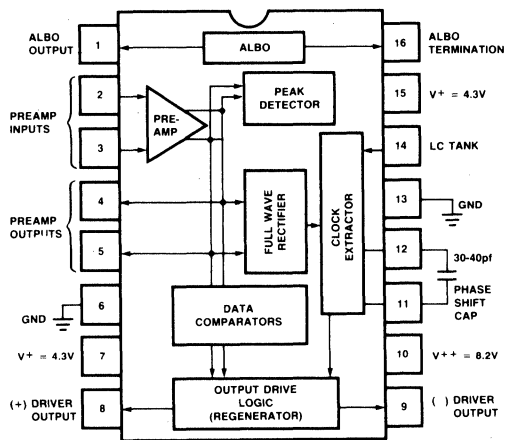 ALBO
OUTPUT
1
ALBO
16
ALBO
TERMINATION
2
PREAMP
INPUTS
3
PRE-
AMP
PEAK
DETECTOR
15
V+ = 4.3V
14
LC TANK
4
PREAMP
OUTPUTS
5
FULL WAVE
RECTIFIER
CLOCK
EXTRACTOR
13
GND
12
30-40pf
PHASE
SHIFT
CAP
11
6
GND
DATA
COMPARATORS
7
V+ = 4.3V
10
V++ = 8.2V
(+) DRIVER
OUTPUT
8
OUTPUT DRIVE
LOGIC
(REGENERATOR)
9
( ) DRIVER
OUTPUT